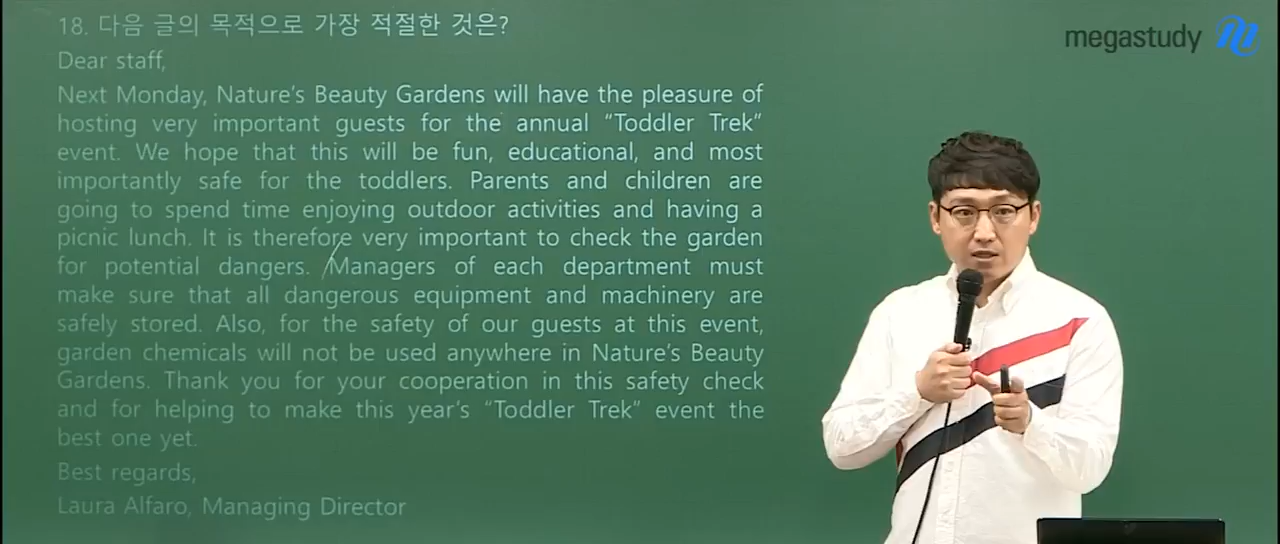 18. 다음 글의 목적으로 가장 적절한 것은?
megastudy
Dear staff,
Next Monday, Nature's Beauty Gardens will have the pleasure of
hosting very important guests for the annual “Toddler Trek”
event. We hope that this will be fun, educational, and most
importantly safe for the toddlers. Parents and children are
going to spend time enjoying outdoor activities and having a
picnic lunch. It is therefore very important to check the garden
for potential dangers. Managers of each department must
make sure that all dangerous equipment and machinery are
safely stored. Also, for the safety of our guests at this event,
garden chemicals will not be used anywhere in Nature's Beauty
Gardens. Thank you for your cooperation in this safety check
and for helping to make this year's “Toddler Trek” event the
best one yet.
Best regards,
Laura Alfaro, Managing Director